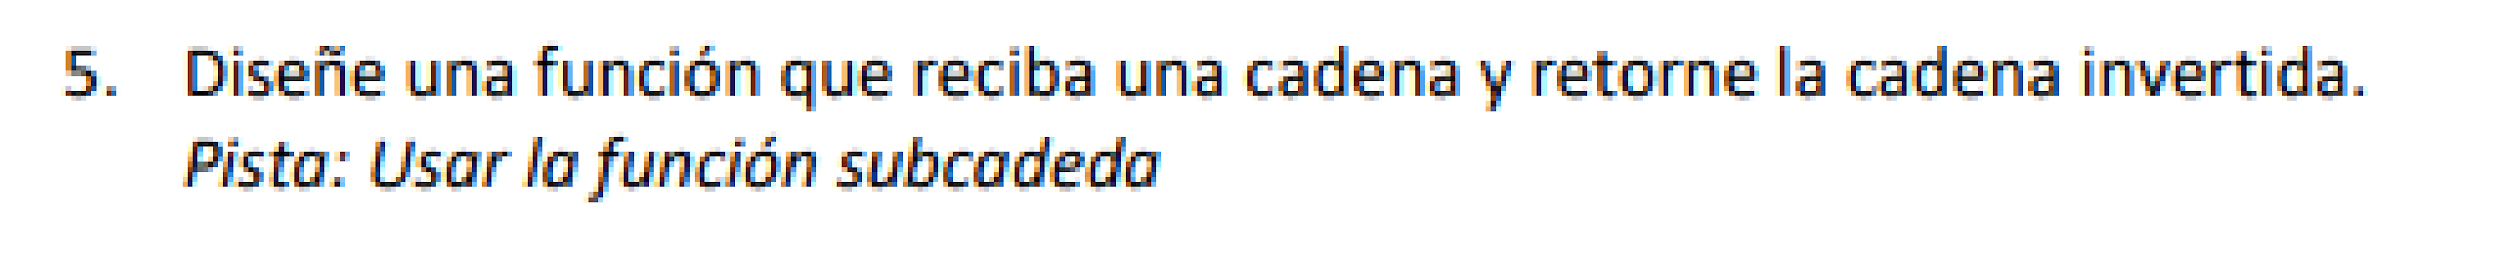 5. Diseñe una función que reciba una cadena y retorne la cadena invertida.
Pista: Usar la función subcadeda